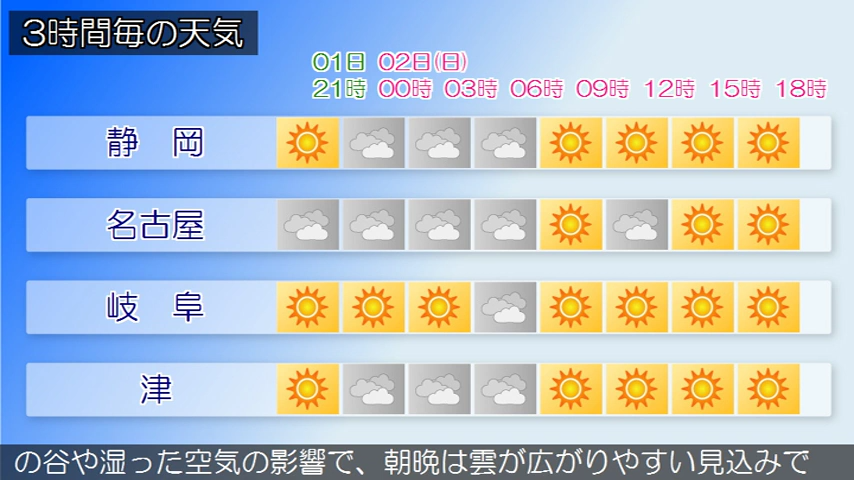 3時間毎の天気
01日 02日(日)
21時 00時 03時 06時 09時 12時 15時 18時
静 岡
名古屋
岐 阜
津
の谷や湿った空気の影響で、朝晩は雲が広がりやすい見込みで